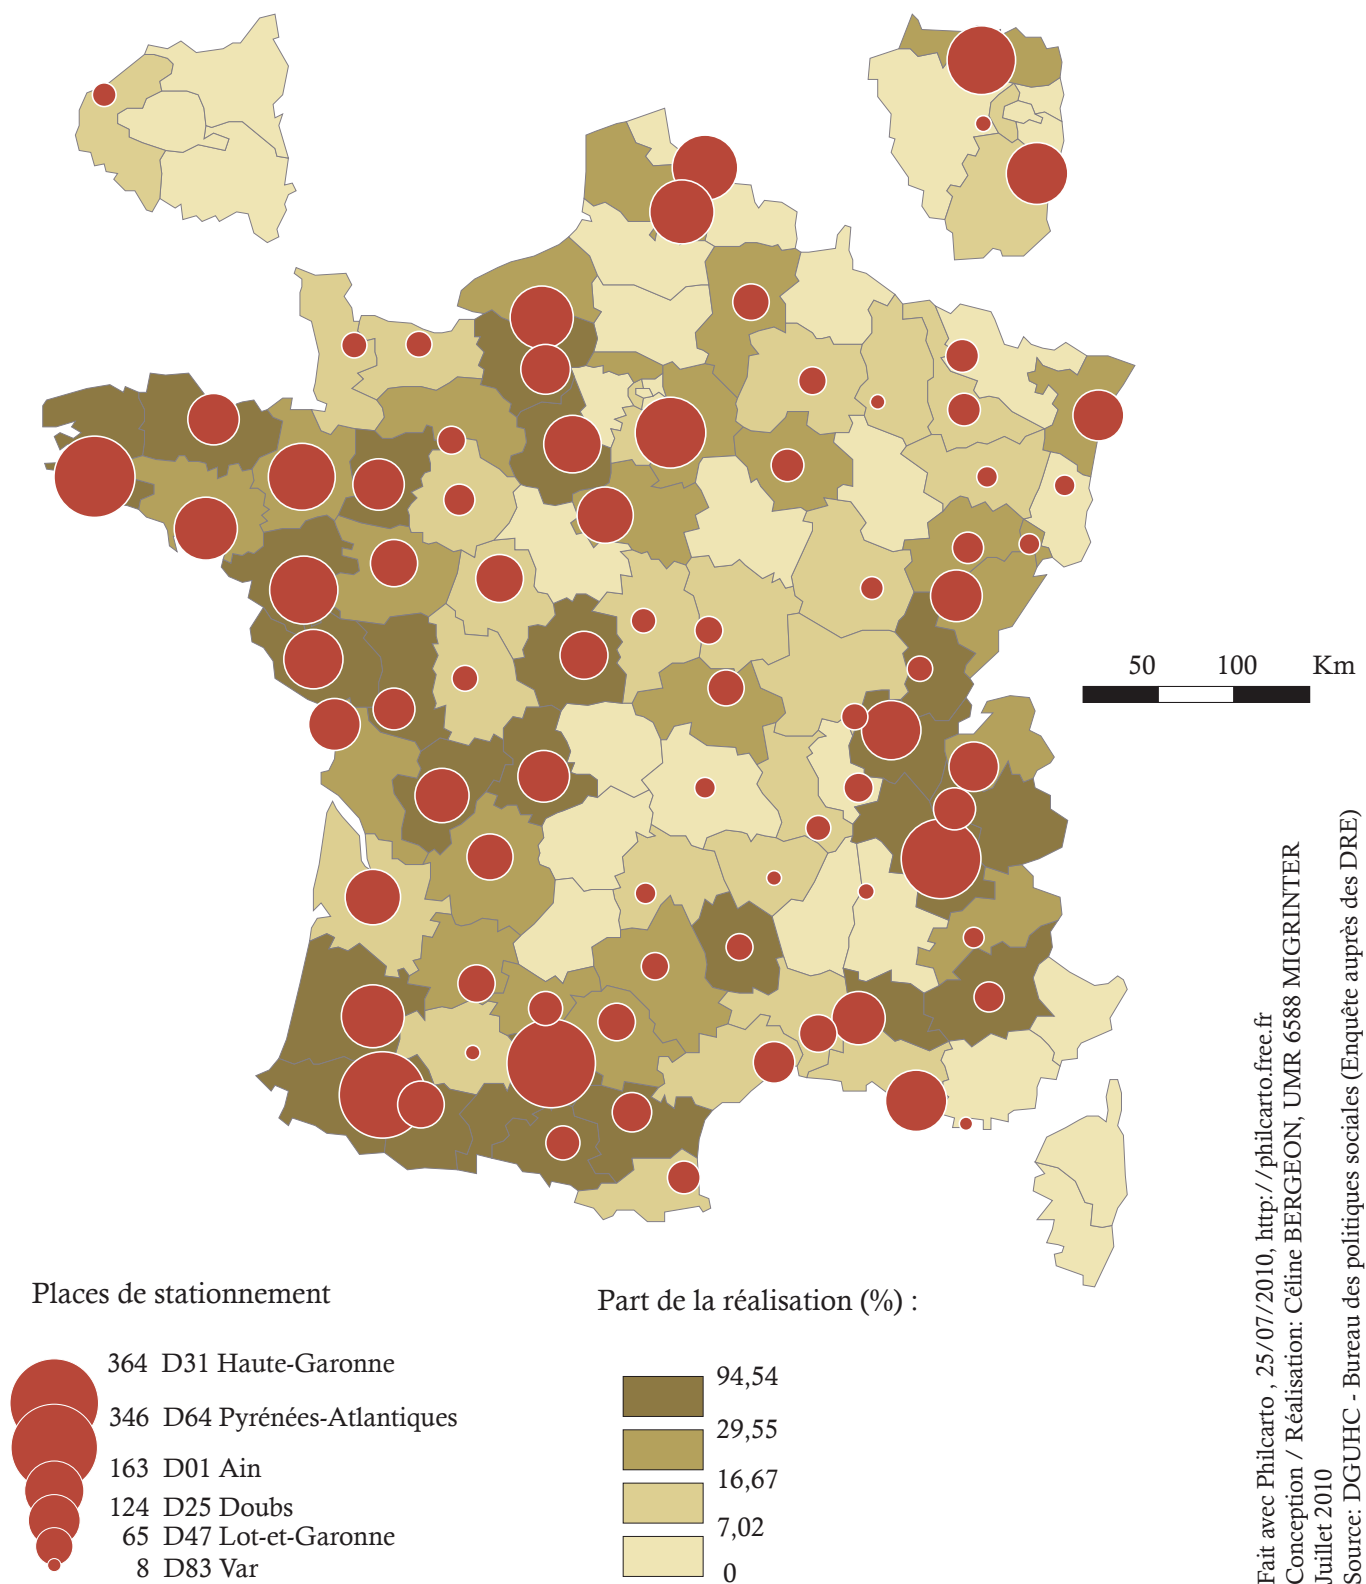 50 100 Km
Places de stationnement
364 D31 Haute-Garonne
346 D64 Pyrénées-Atlantiques
163 D01 Ain
124 D25 Doubs
65 D47 Lot-et-Garonne
8 D83 Var
Part de la réalisation (%) :
94,54
29,55
16,67
7,02
0
Fait avec Philcarto , 25/07/2010, http://philcarto.free.fr
Conception / Réalisation: Céline BERGEON, UMR 6588 MIGRINTER
Juillet 2010
Source: DGUHC - Bureau des politiques sociales (Enquête auprès des DRE)